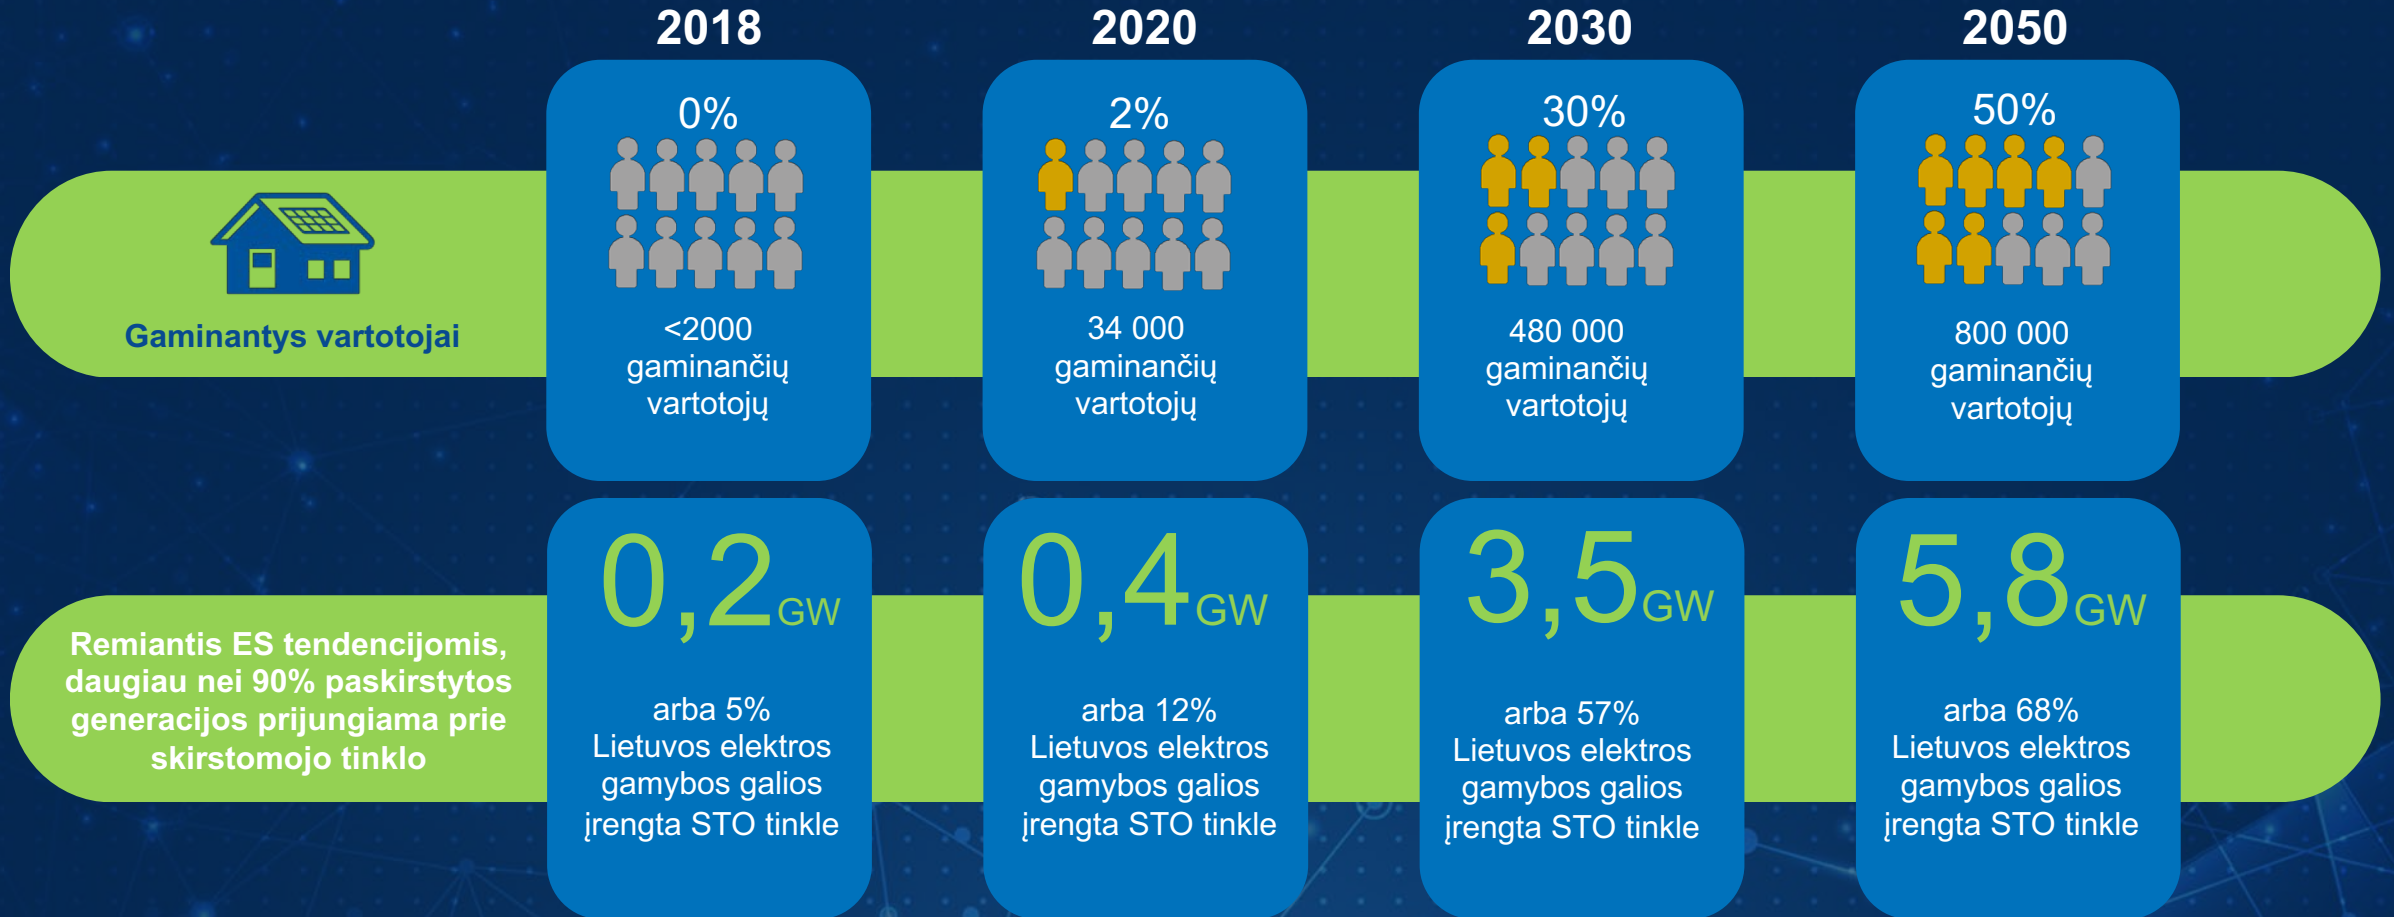 2018
2020
2030
2050
Gaminantys vartotojai
0%
<2000
gaminančių
vartotojų
2%
34 000
gaminančių
vartotojų
30%
480 000
gaminančių
vartotojų
50%
800 000
gaminančių
vartotojų
Remiantis ES tendencijomis,
daugiau nei 90% paskirstytos
generacijos prijungiama prie
skirstomojo tinklo
0,2GW
arba 5%
Lietuvos elektros
gamybos galios
įrengta STO tinkle
0,4GW
arba 12%
Lietuvos elektros
gamybos galios
įrengta STO tinkle
3,5GW
arba 57%
Lietuvos elektros
gamybos galios
įrengta STO tinkle
5,8GW
arba 68%
Lietuvos elektros
gamybos galios
įrengta STO tinkle